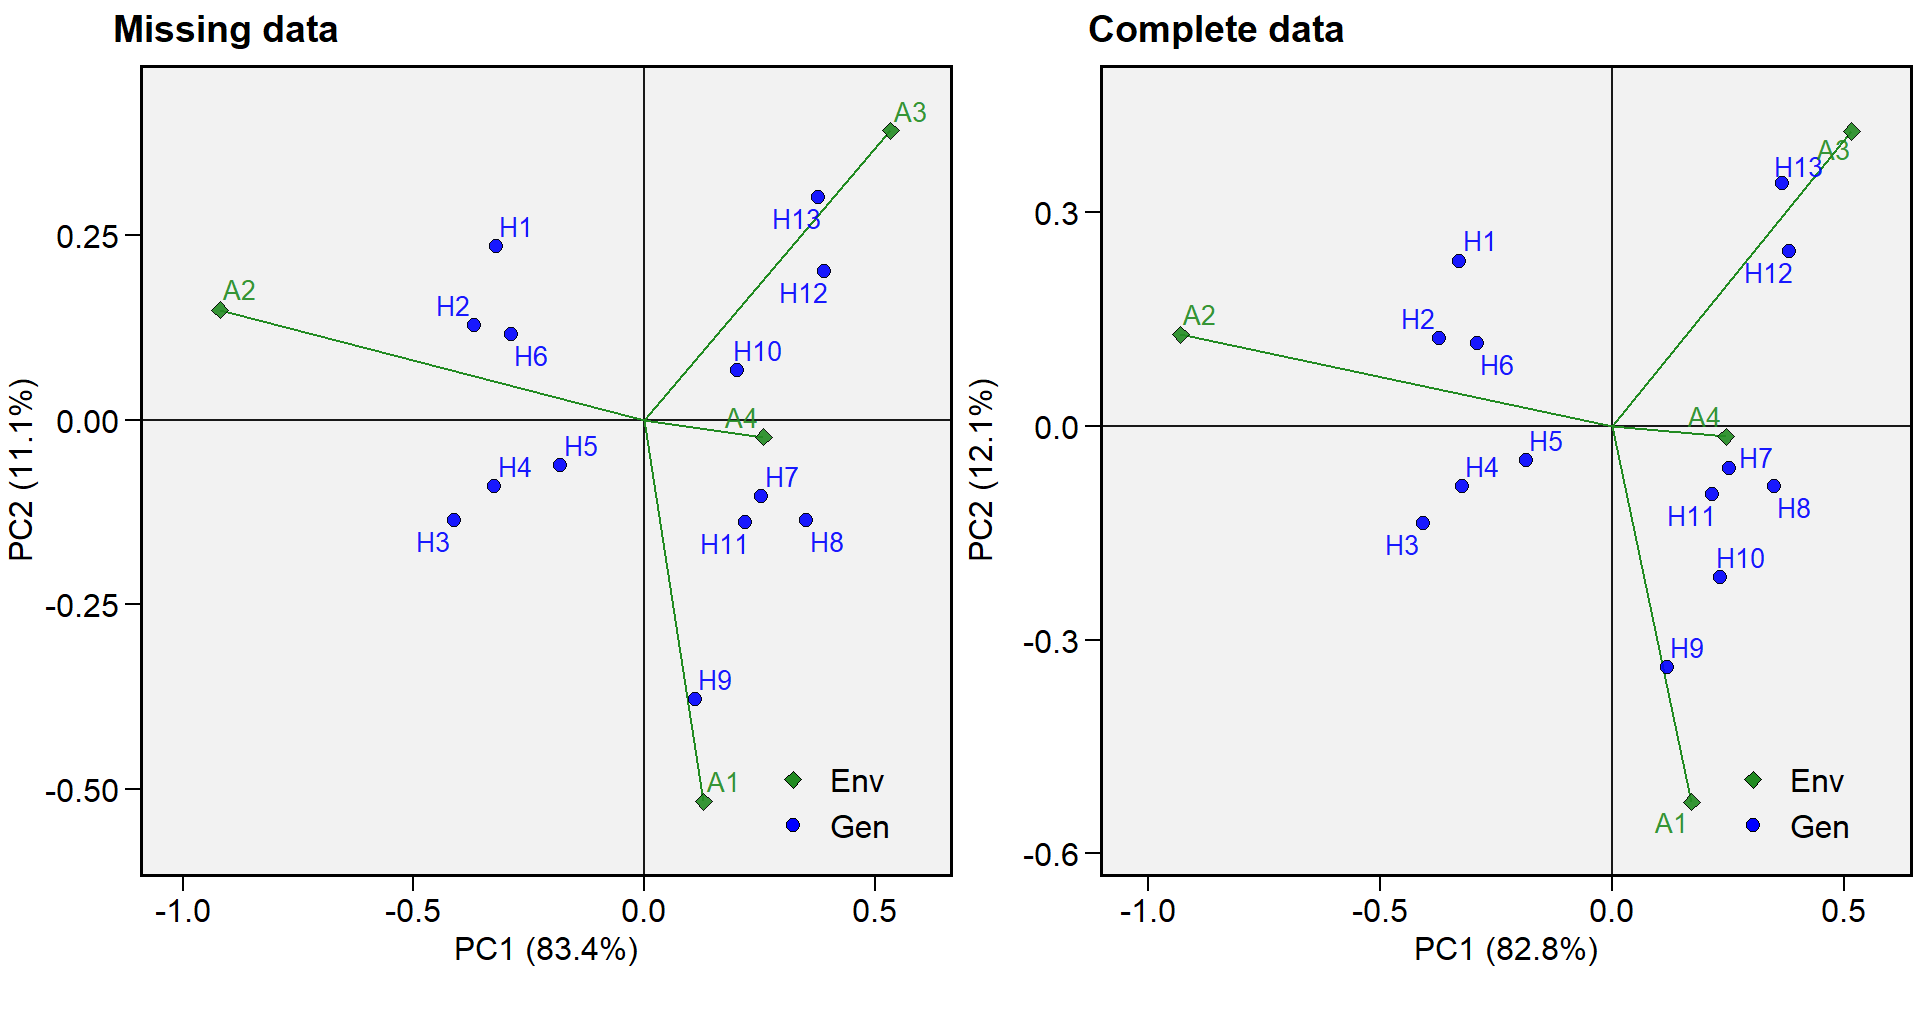 Missing data
A3
H13
H1
0.25
A2
H12
H2
H6
H10
A4
0.00
H5
H4
H7
H3
H11
H8
-0.25
H9
A1
-0.50
Env
Gen
-1.0 -0.5 0.0 0.5
PC1 (83.4%)
PC2 (11.1%)
Complete data
A3
H13
0.3
H1
H12
A2
H2
H6
A4
0.0
H5
H7
H4
H8
H11
H3
H10
-0.3
H9
A1
-0.6
Env
Gen
-1.0 -0.5 0.0 0.5
PC1 (82.8%)
PC2 (12.1%)